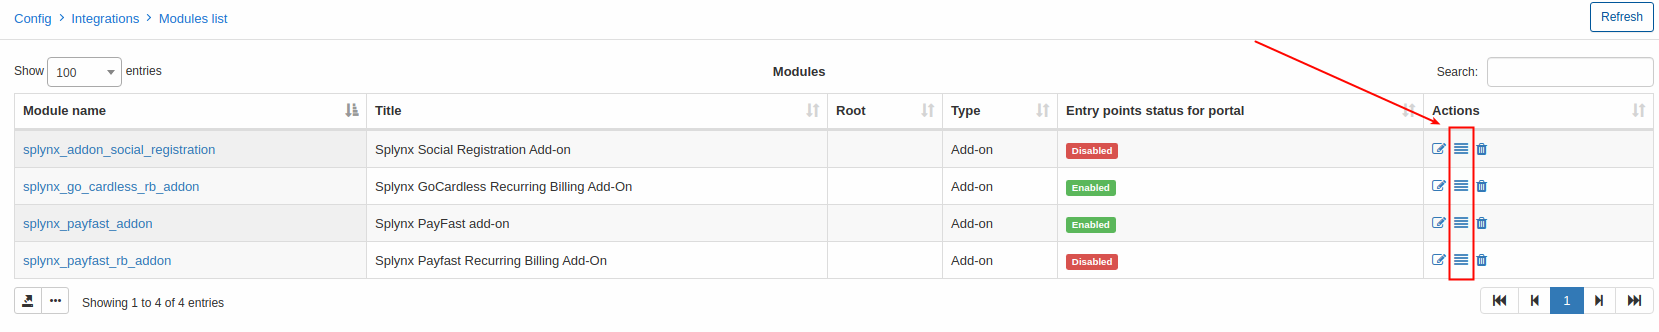 Config > Integrations > Modules list
Refresh
Show 100 entries
Modules
Search:
Module name Title Root Type Entry points status for portal Actions
splynx_addon_social_registration Splynx Social Registration Add-on Add-on Disabled
splynx_go_cardless_rb_addon Splynx GoCardless Recurring Billing Add-On Add-on Enabled
splynx_payfast_addon Splynx PayFast add-on Add-on Enabled
splynx_payfast_rb_addon Splynx Payfast Recurring Billing Add-On Add-on Disabled
Showing 1 to 4 of 4 entries
1